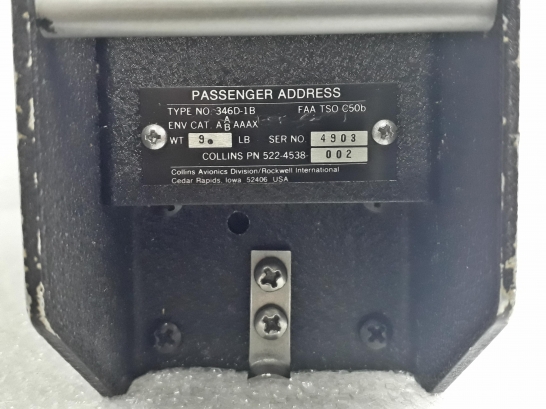 PASSENGER ADDRESS
TYPE NO. 346D-1B FAA TSO C50b
ENV CAT. A A/B AAAX
WT 9. LB SER NO 4903
COLLINS PN 522-4538-002
Collins Avionics Division/Rockwell International
Cedar Rapids, Iowa 52406 USA